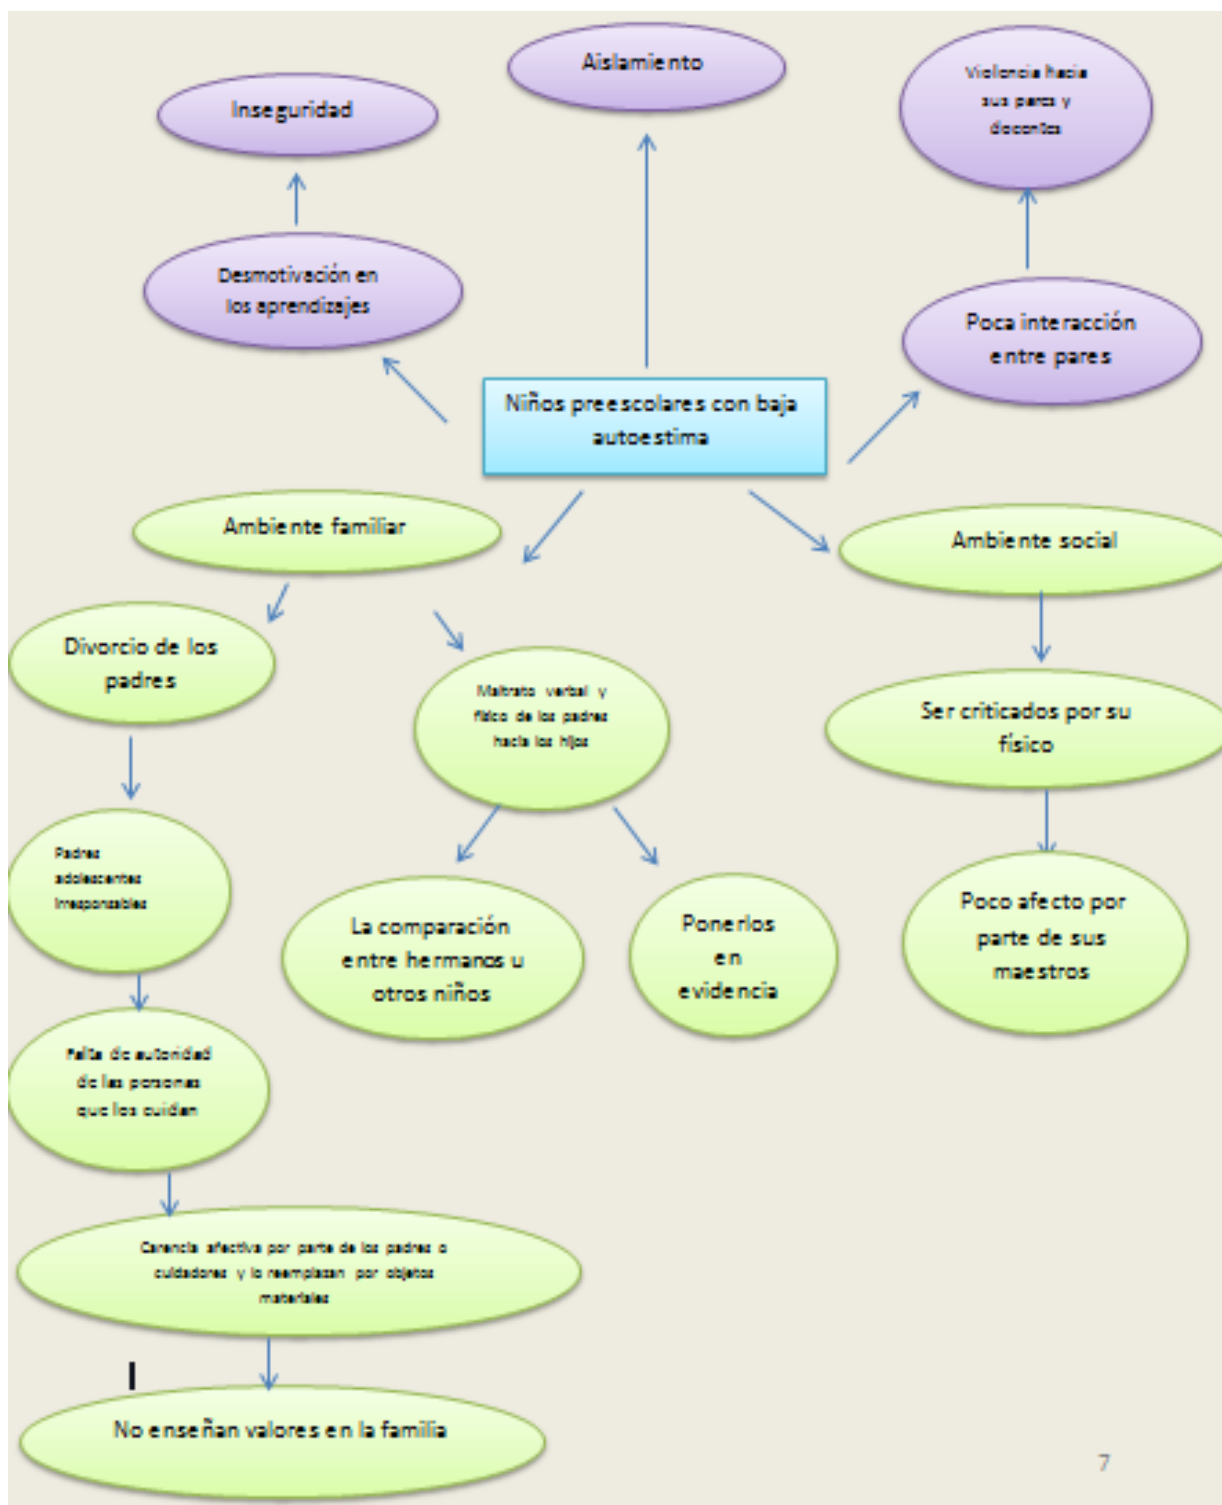 Aislamiento
Violencia hacia
sus pares y
docentes
Inseguridad
Desmotivación en
los aprendizajes
Poca interacción
entre pares
Niños preescolares con baja
autoestima
Ambiente familiar
Ambiente social
Divorcio de los
padres
Maltrato verbal y
físico de los padres
hacia los hijos
Ser criticados por su
físico
Padres
adolescentes
irresponsables
La comparación
entre hermanos u
otros niños
Ponerlos
en
evidencia
Poco afecto por
parte de sus
maestros
Falta de autoridad
de las personas
que los cuidan
Carencia afectiva por parte de los padres o
cuidadores y lo reemplazan por objetos
materiales
No enseñan valores en la familia
7